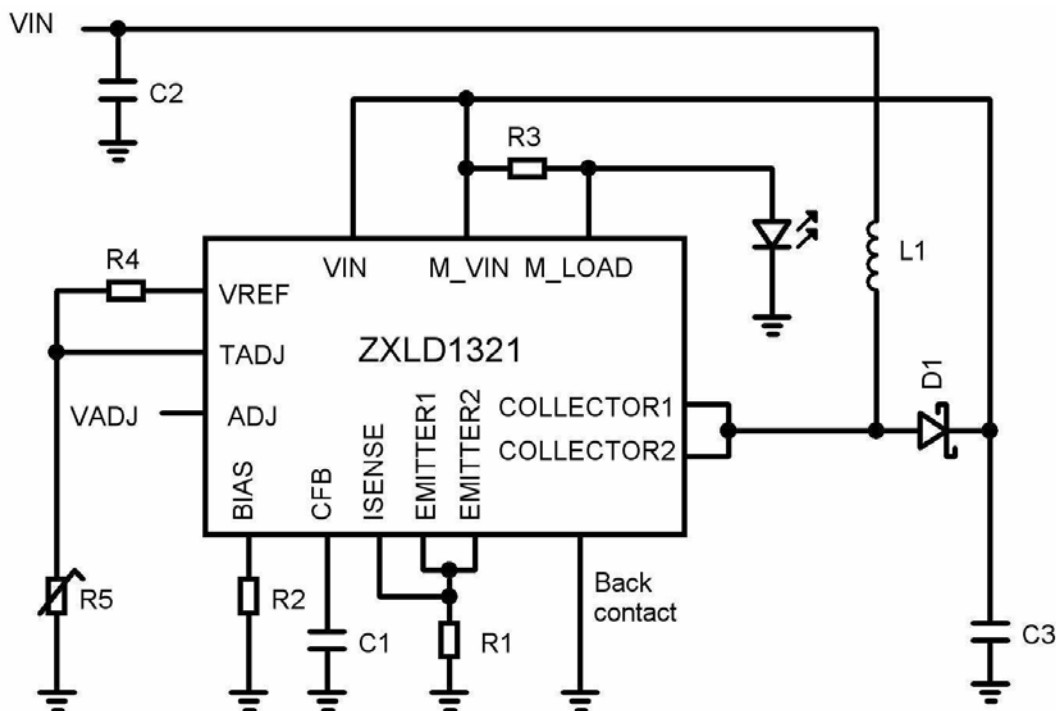 VIN
C2
R3
L1
R4
VIN
M_VIN
M_LOAD
VREF
ZXLD1321
TADJ
D1
VADJ
ADJ
COLLECTOR1
COLLECTOR2
BIAS
CFB
ISENSE
EMITTER1
EMITTER2
R5
R2
C1
R1
Back
contact
C3